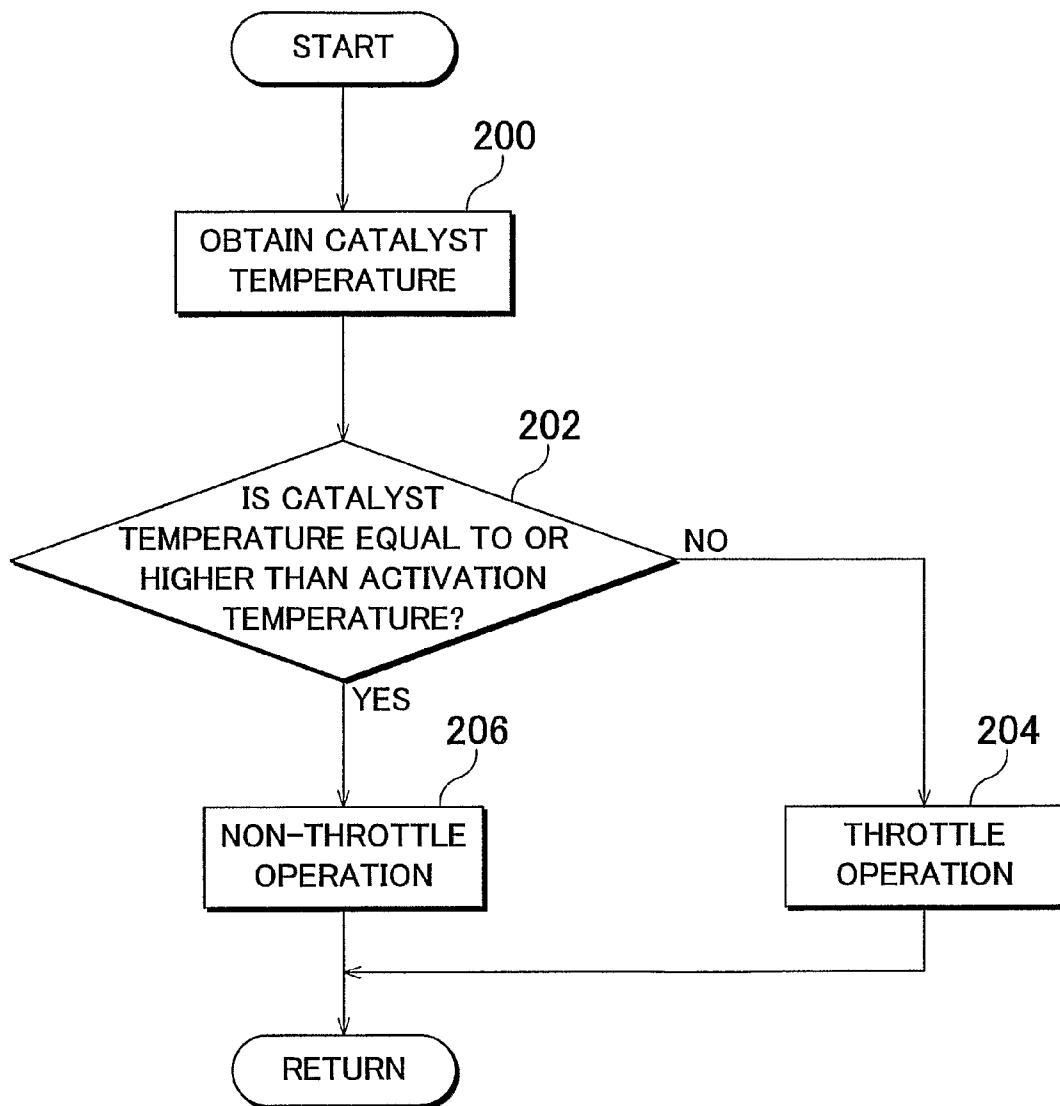 START
200
OBTAIN CATALYST
TEMPERATURE
202
IS CATALYST
TEMPERATURE EQUAL TO OR
HIGHER THAN ACTIVATION
TEMPERATURE?
NO
YES
206
NON-THROTTLE
OPERATION
204
THROTTLE
OPERATION
RETURN